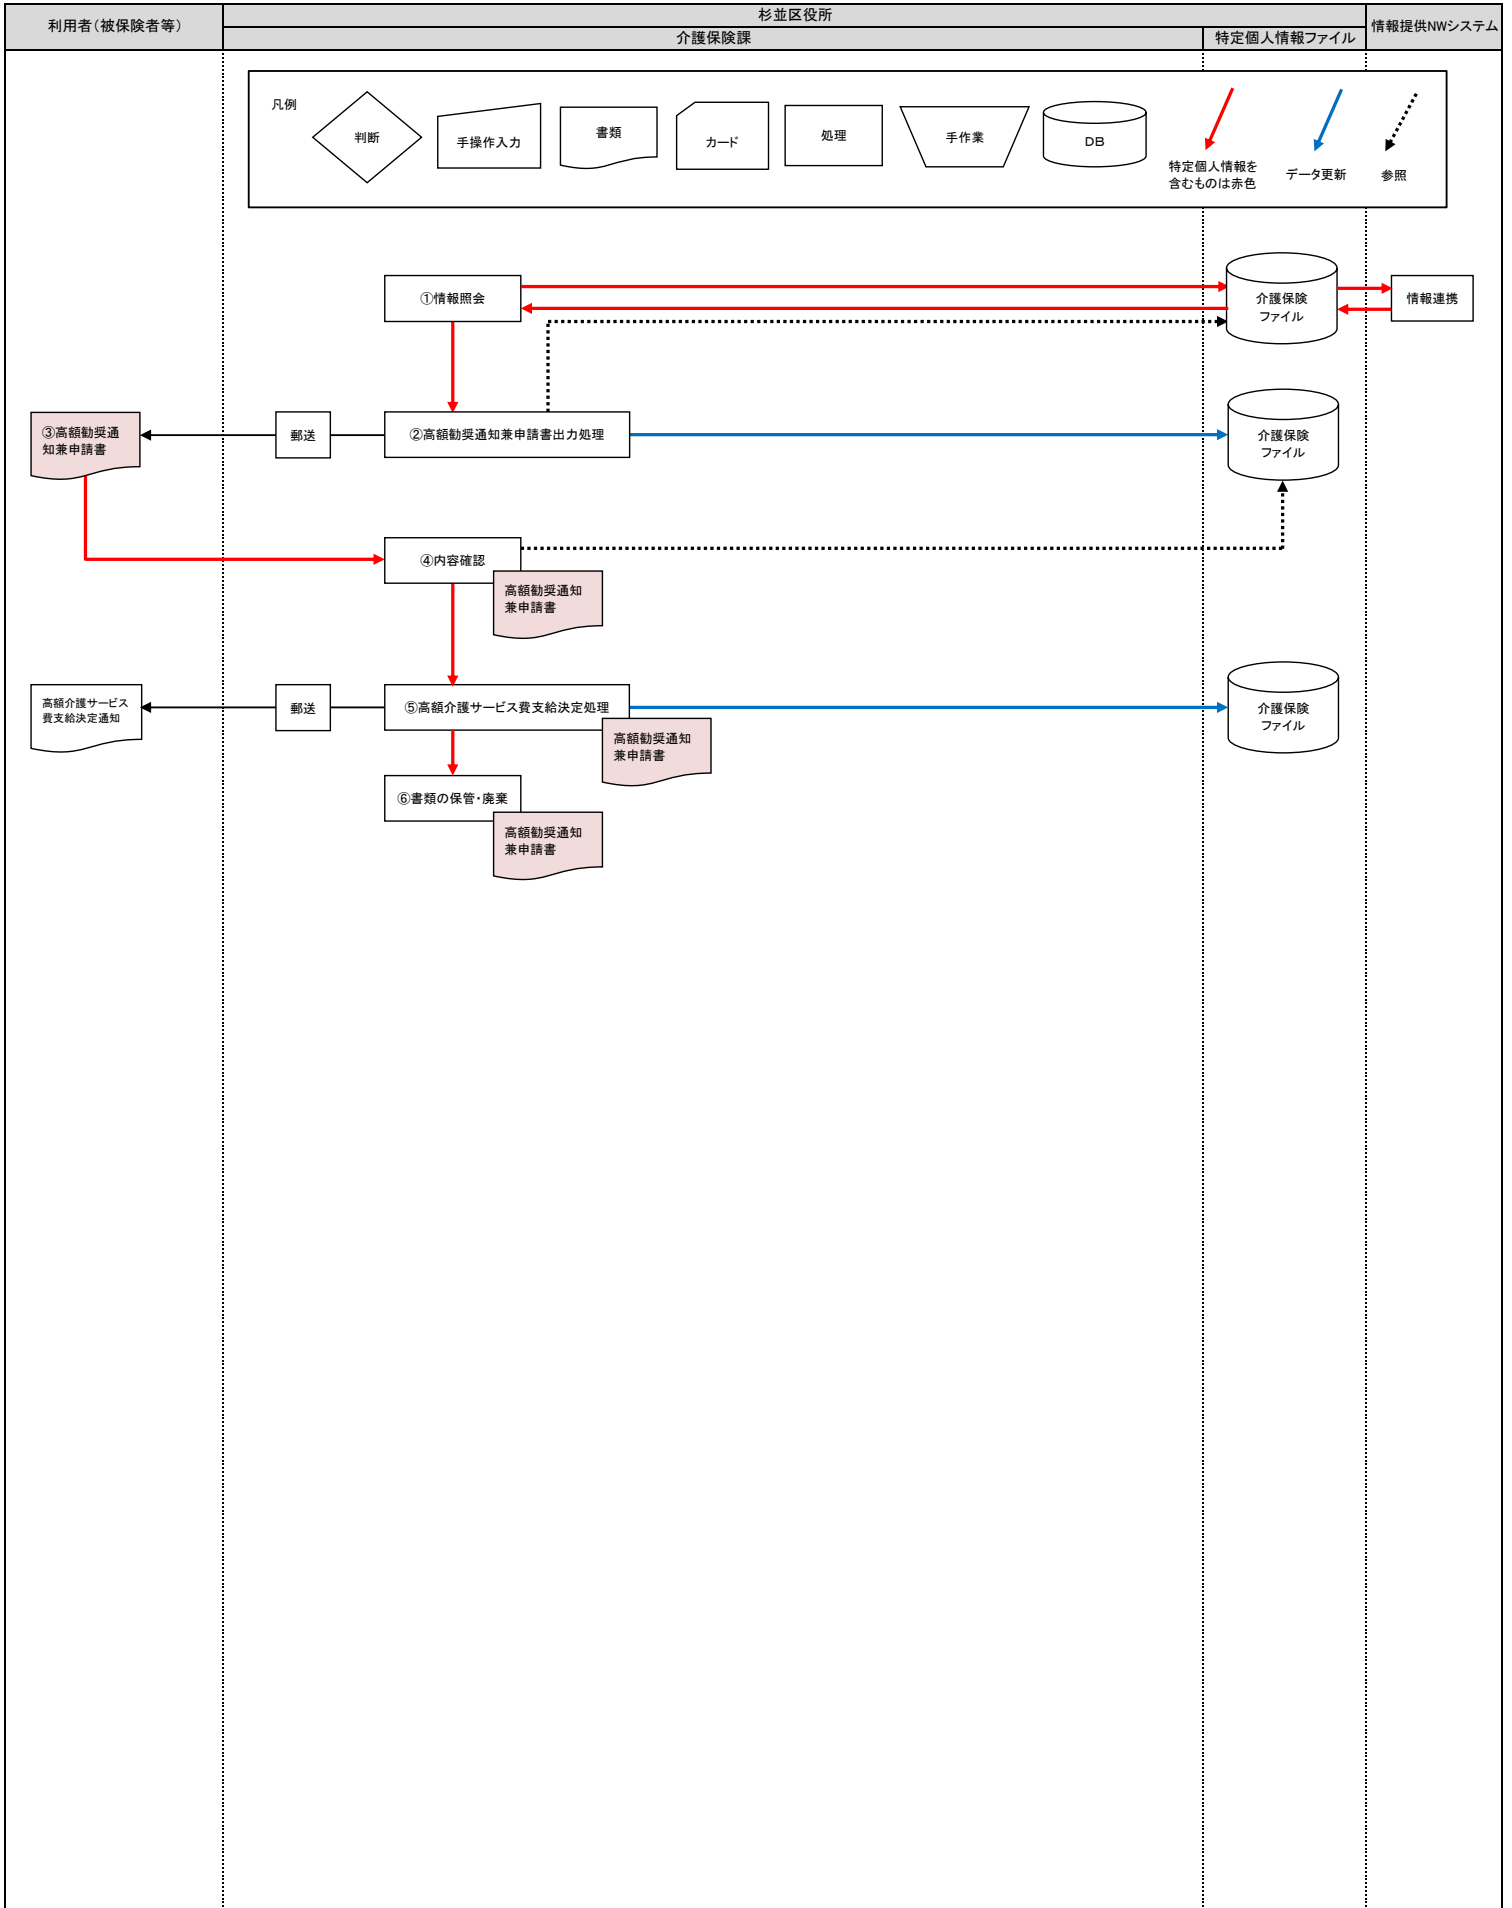 利用者（被保険者等）
杉並区役所
情報提供NWシステム
介護保険課
特定個人情報ファイル
凡例
判断
手操作入力
書類
カード
処理
手作業
DB
特定個人情報を
含むものは赤色
データ更新
参照
①情報照会
介護保険
ファイル
情報連携
③高額勧奨通
知兼申請書
郵送
②高額勧奨通知兼申請書出力処理
介護保険
ファイル
④内容確認
高額勧奨通知
兼申請書
高額介護サービス
費支給決定通知
郵送
⑤高額介護サービス費支給決定処理
介護保険
ファイル
高額勧奨通知
兼申請書
⑥書類の保管・廃棄
高額勧奨通知
兼申請書